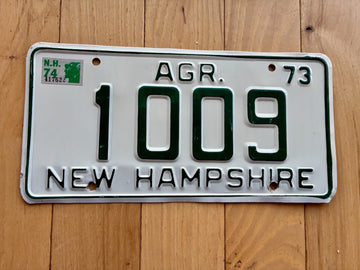 N.H.
74
AGR. 73
1009
NEW HAMPSHIRE